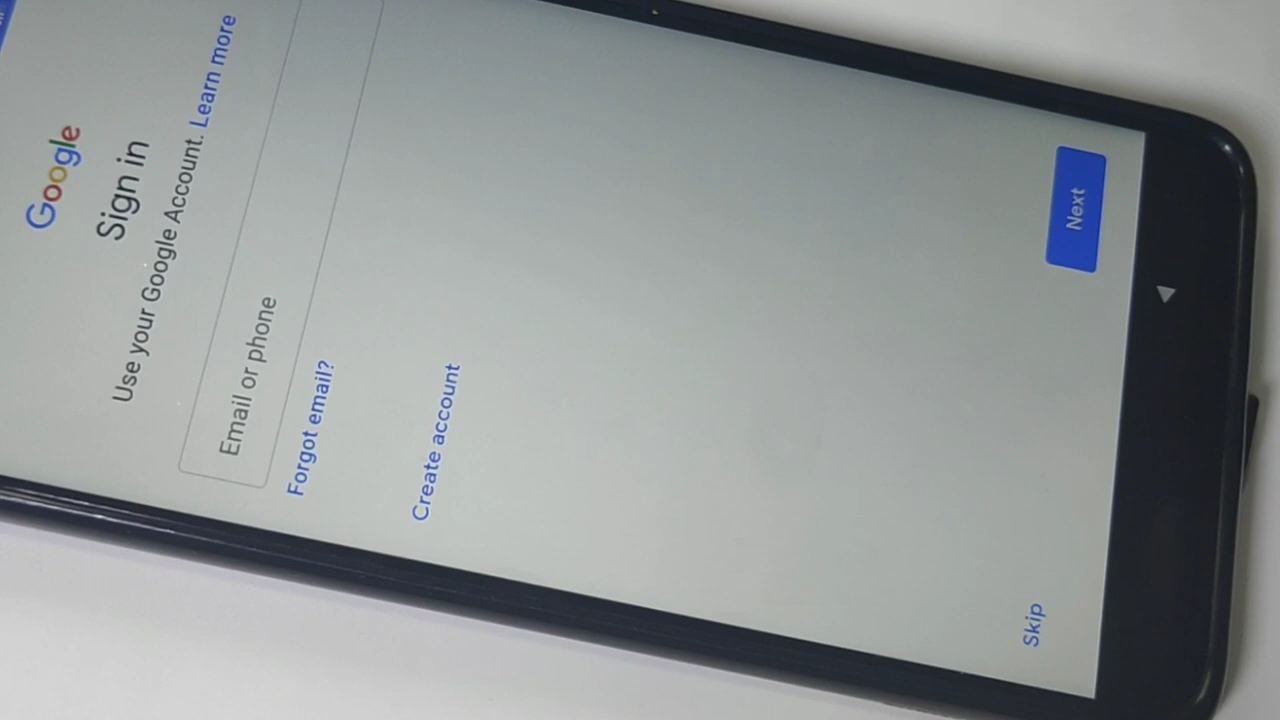 Google
Sign in
Use your Google Account. Learn more
Email or phone
Forgot email?
Create account
Skip
Next